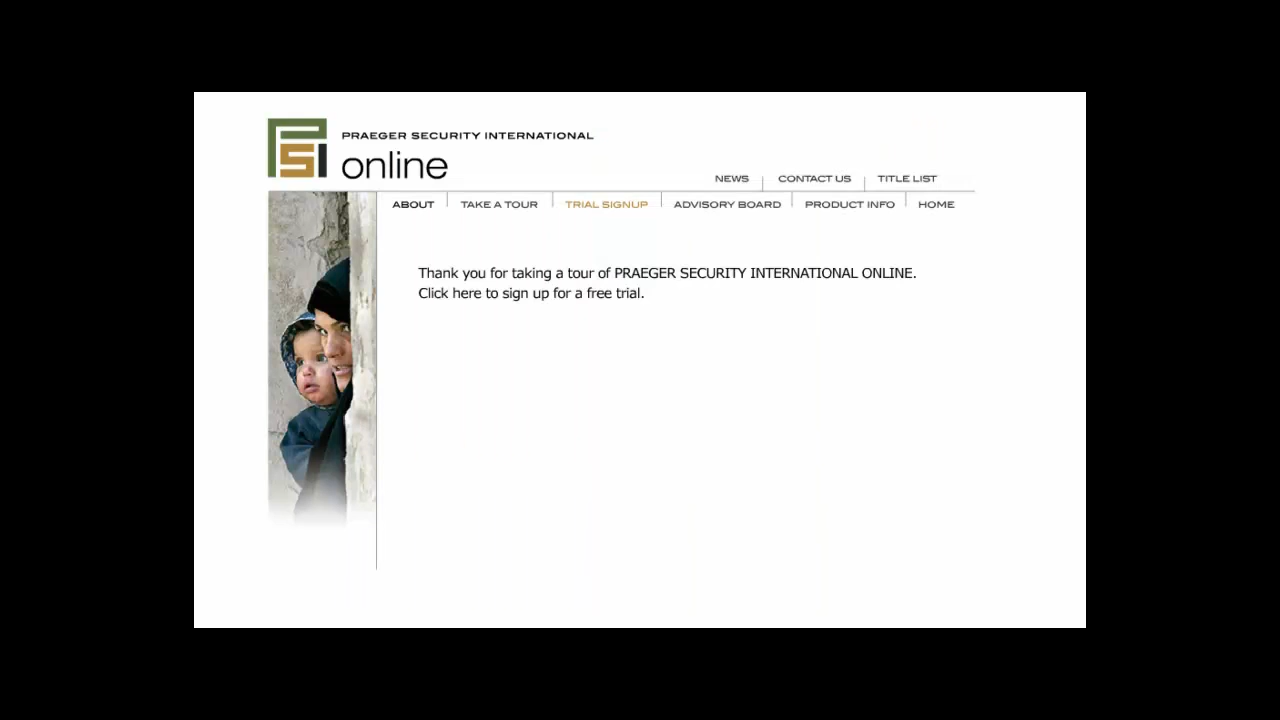 PSI
PRAEGER SECURITY INTERNATIONAL
online
NEWS CONTACT US TITLE LIST
ABOUT TAKE A TOUR TRIAL SIGNUP ADVISORY BOARD PRODUCT INFO HOME
Thank you for taking a tour of PRAEGER SECURITY INTERNATIONAL ONLINE.
Click here to sign up for a free trial.